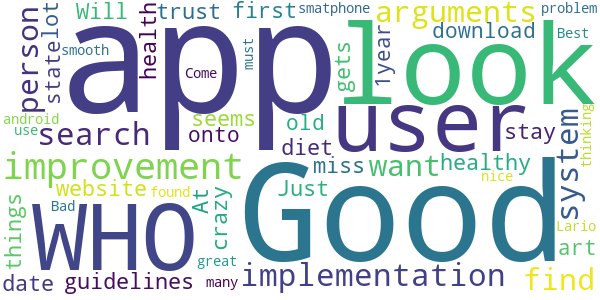 Will trust first smatphone problem
app look
person state lot smooth health Come must gets 1year arguments download Best
android use search seems onto old user stay system thinking
improvement diet miss want healthy
things website found At crazy Just nice Lario
WHO Good art
date Bad guidelines great many implementation find